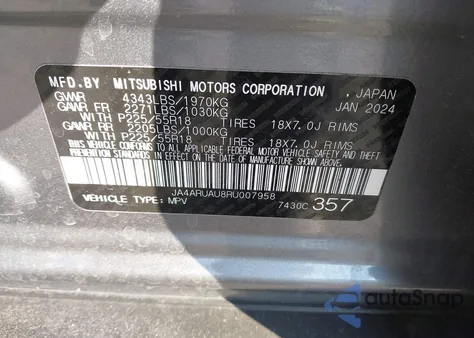 MFD.BY MITSUBISHI MOTORS CORPORATION , JAPAN
GVWR 4343LBS/1970KG JAN 2024
GAWR FR 2271LBS/1030KG
WITH P225/55R18 TIRES 18X7.0J RIMS
GAWR RR 2205LBS/1000KG
WITH P225/55R18 TIRES 18X7.0J RIMS
THIS VEHICLE CONFORMS TO ALL APPLICABLE
FEDERAL MOTOR VEHICLE SAFETY, BUMPER AND THEFT
PREVENTION STANDARDS IN EFFECT ON THE DATE OF
MANUFACTURE SHOWN ABOVE.
JA4ARUAU8RU007958
VEHICLE TYPE: MPV 7430C 357
autoSnap